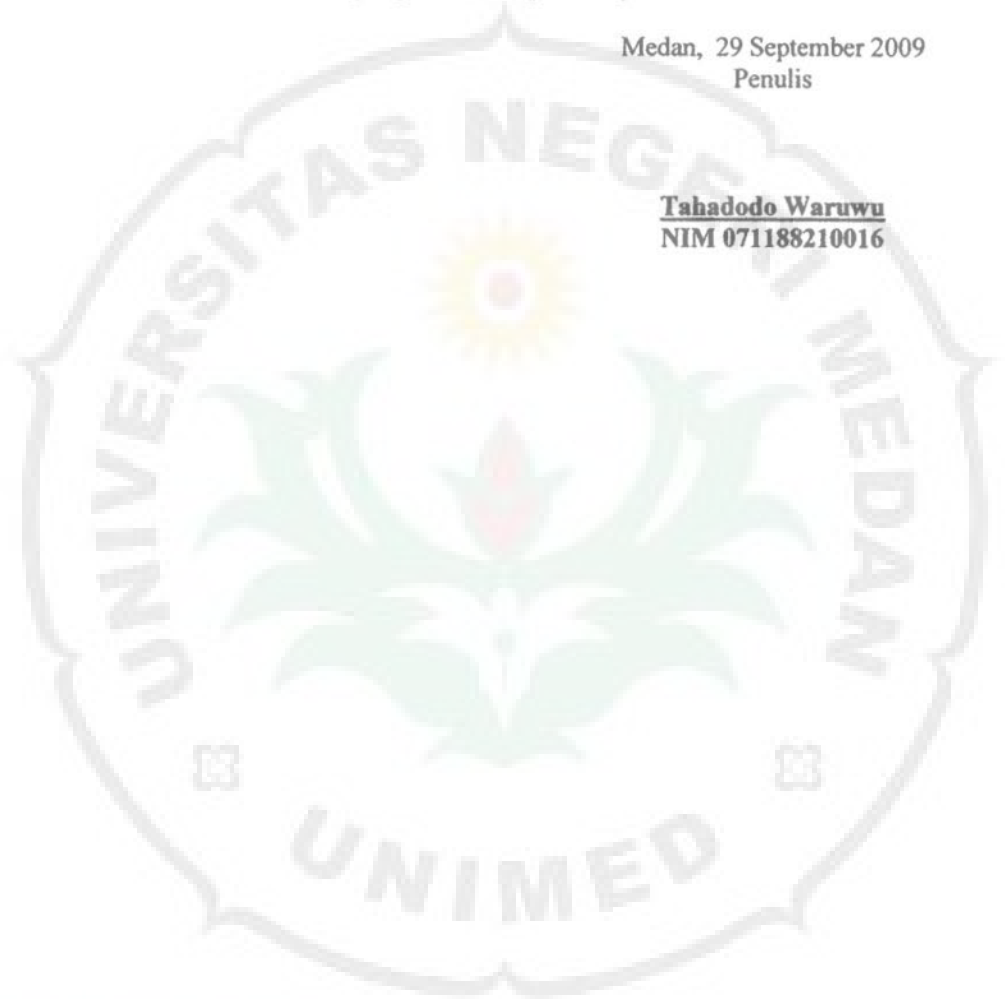 Medan, 29 September 2009
Penulis
Tahadodo Waruwu
NIM 071188210016
UNIVERSITAS NEGERI MEDAN
UNIMED